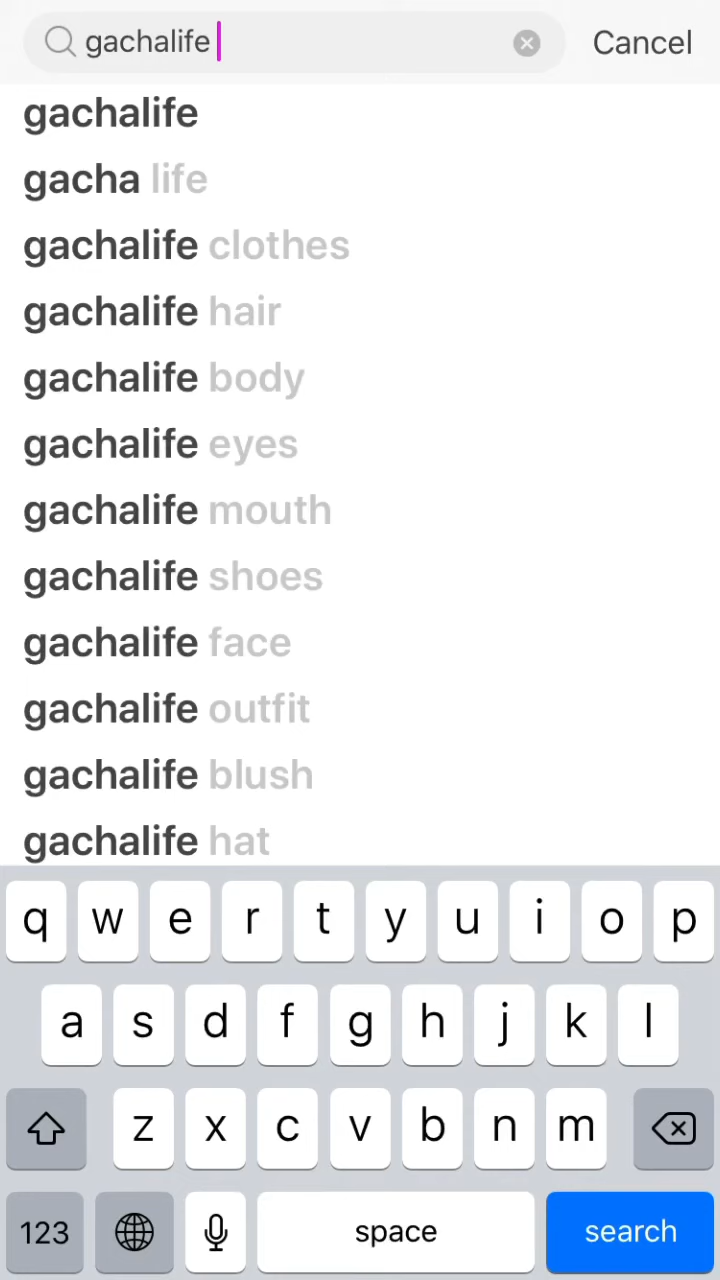 gachalife Cancel
gachalife
gacha life
gachalife clothes
gachalife hair
gachalife body
gachalife eyes
gachalife mouth
gachalife shoes
gachalife face
gachalife outfit
gachalife blush
gachalife hat
q w e r t y u i o p
a s d f g h j k l
z x c v b n m
123 space search